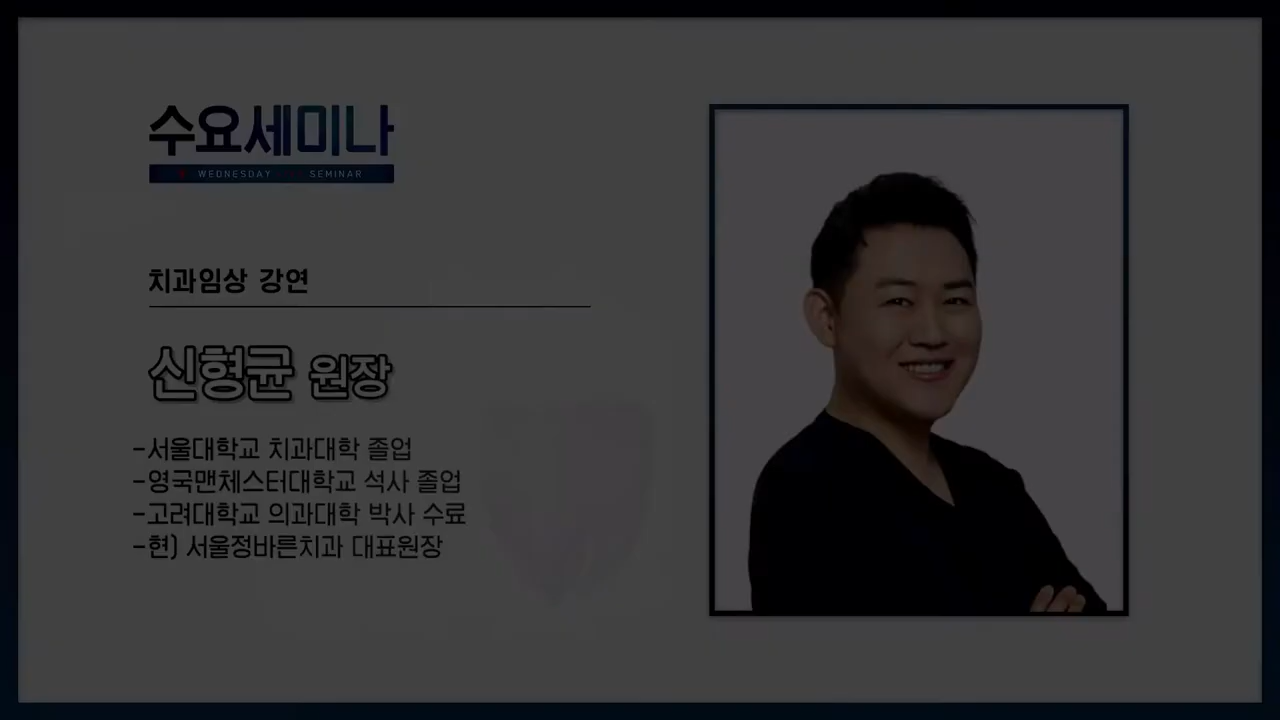 수요세미나
WEDNESDAY SEMINAR
치과임상 강연
신형균 원장
-서울대학교 치과대학 졸업
-영국맨체스터대학교 석사 졸업
-고려대학교 의과대학 박사 수료
-현) 서울정바른치과 대표원장